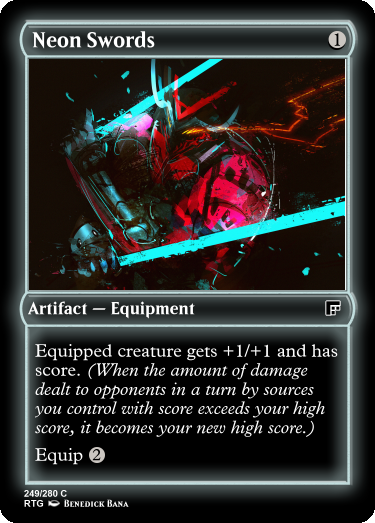 Neon Swords 1
Artifact — Equipment
Equipped creature gets +1/+1 and has
score. (When the amount of damage
dealt to opponents in a turn by sources
you control with score exceeds your high
score, it becomes your new high score.)
Equip 2
249/280 C
RTG Benedick Bana